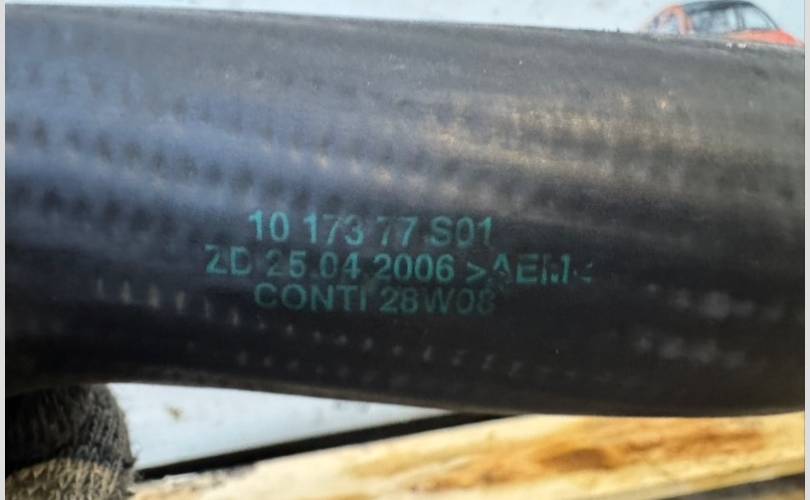 10 173 77 S01
ZD 25.04.2006 >AEM<
CONTI 28W08